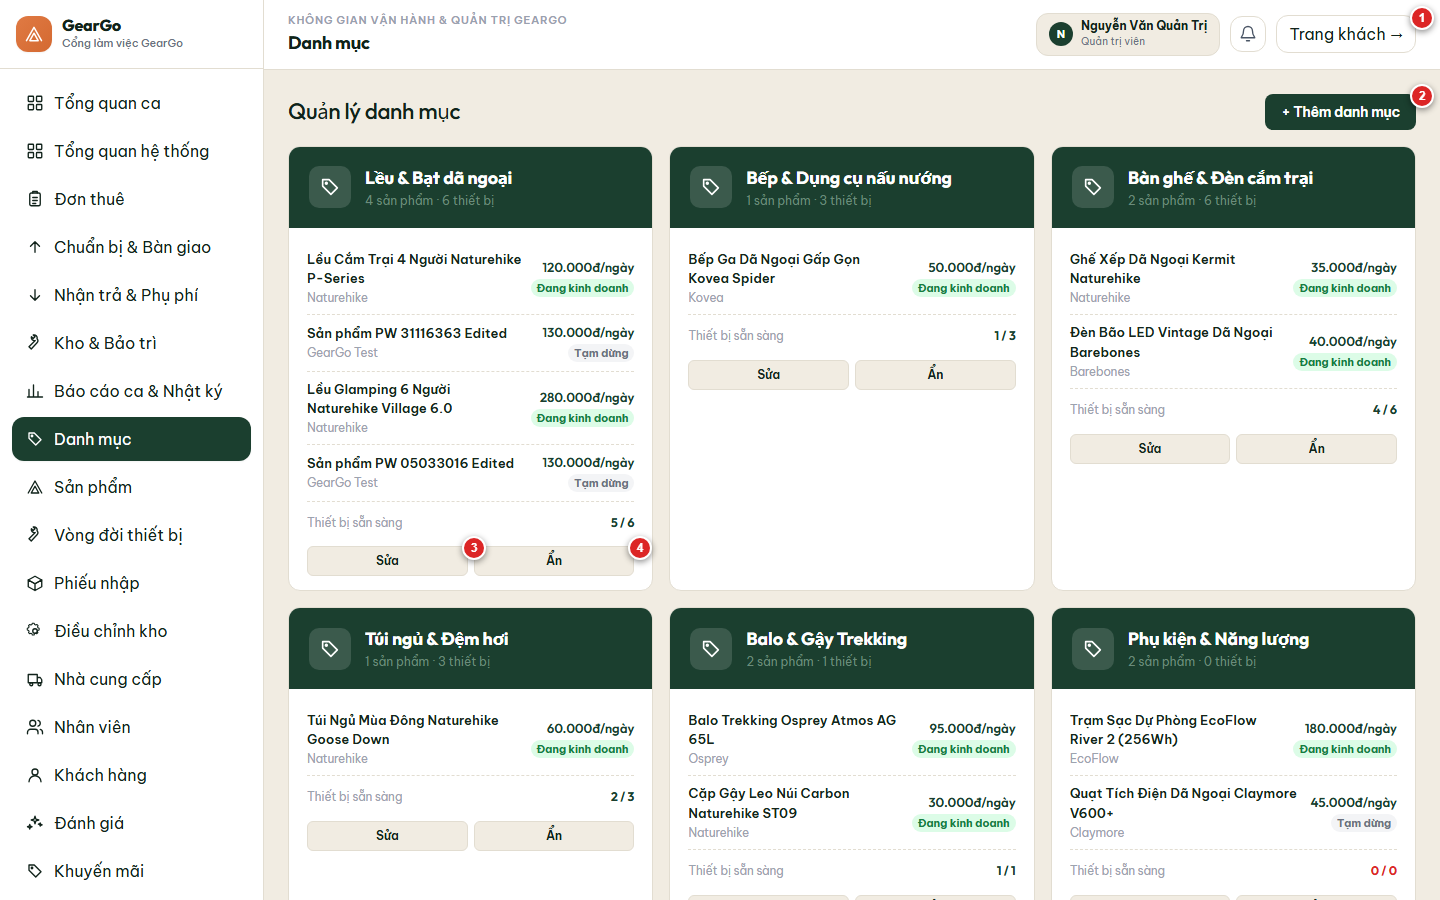 GearGo
Cổng làm việc GearGo
KHÔNG GIAN VẬN HÀNH & QUẢN TRỊ GEARGO
Danh mục
N
Nguyễn Văn Quản Trị
Quản trị viên
Trang khách →
1
Tổng quan ca
Tổng quan hệ thống
Đơn thuê
Chuẩn bị & Bàn giao
Nhận trả & Phụ phí
Kho & Bảo trì
Báo cáo ca & Nhật ký
Danh mục
Sản phẩm
Vòng đời thiết bị
Phiếu nhập
Điều chỉnh kho
Nhà cung cấp
Nhân viên
Khách hàng
Đánh giá
Khuyến mãi
Quản lý danh mục
+ Thêm danh mục
2
Lều & Bạt dã ngoại
4 sản phẩm · 6 thiết bị
Lều Cắm Trại 4 Người Naturehike
P-Series
Naturehike
120.000đ/ngày
Đang kinh doanh
Sản phẩm PW 31116363 Edited
GearGo Test
130.000đ/ngày
Tạm dừng
Lều Glamping 6 Người
Naturehike Village 6.0
Naturehike
280.000đ/ngày
Đang kinh doanh
Sản phẩm PW 05033016 Edited
GearGo Test
130.000đ/ngày
Tạm dừng
Thiết bị sẵn sàng
5 / 6
Sửa
3
Ẩn
4
Bếp & Dụng cụ nấu nướng
1 sản phẩm · 3 thiết bị
Bếp Ga Dã Ngoại Gấp Gọn
Kovea Spider
Kovea
50.000đ/ngày
Đang kinh doanh
Thiết bị sẵn sàng
1 / 3
Sửa
Ẩn
Bàn ghế & Đèn cắm trại
2 sản phẩm · 6 thiết bị
Ghế Xếp Dã Ngoại Kermit
Naturehike
Naturehike
35.000đ/ngày
Đang kinh doanh
Đèn Bão LED Vintage Dã Ngoại
Barebones
Barebones
40.000đ/ngày
Đang kinh doanh
Thiết bị sẵn sàng
4 / 6
Sửa
Ẩn
Túi ngủ & Đệm hơi
1 sản phẩm · 3 thiết bị
Túi Ngủ Mùa Đông Naturehike
Goose Down
Naturehike
60.000đ/ngày
Đang kinh doanh
Thiết bị sẵn sàng
2 / 3
Sửa
Ẩn
Balo & Gậy Trekking
2 sản phẩm · 1 thiết bị
Balo Trekking Osprey Atmos AG
65L
Osprey
95.000đ/ngày
Đang kinh doanh
Cặp Gậy Leo Núi Carbon
Naturehike ST09
Naturehike
30.000đ/ngày
Đang kinh doanh
Thiết bị sẵn sàng
1 / 1
Phụ kiện & Năng lượng
2 sản phẩm · 0 thiết bị
Trạm Sạc Dự Phòng EcoFlow
River 2 (256Wh)
EcoFlow
180.000đ/ngày
Đang kinh doanh
Quạt Tích Điện Dã Ngoại Claymore
V600+
Claymore
45.000đ/ngày
Tạm dừng
Thiết bị sẵn sàng
0 / 0